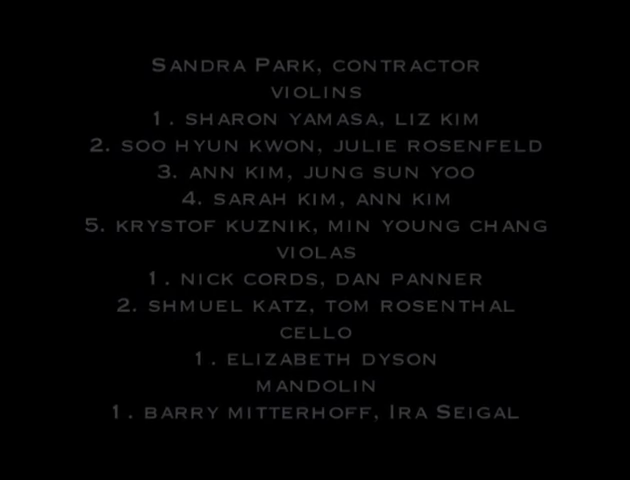 SANDRA PARK, CONTRACTOR
VIOLINS
1. SHARON YAMASA, LIZ KIM
2. SOO HYUN KWON, JULIE ROSENFELD
3. ANN KIM, JUNG SUN YOO
4. SARAH KIM, ANN KIM
5. KRYSTOF KUZNIK, MIN YOUNG CHANG
VIOLAS
1. NICK CORDS, DAN PANNER
2. SHMUEL KATZ, TOM ROSENTHAL
CELLO
1. ELIZABETH DYSON
MANDOLIN
1. BARRY MITTERHOFF, IRA SEIGAL